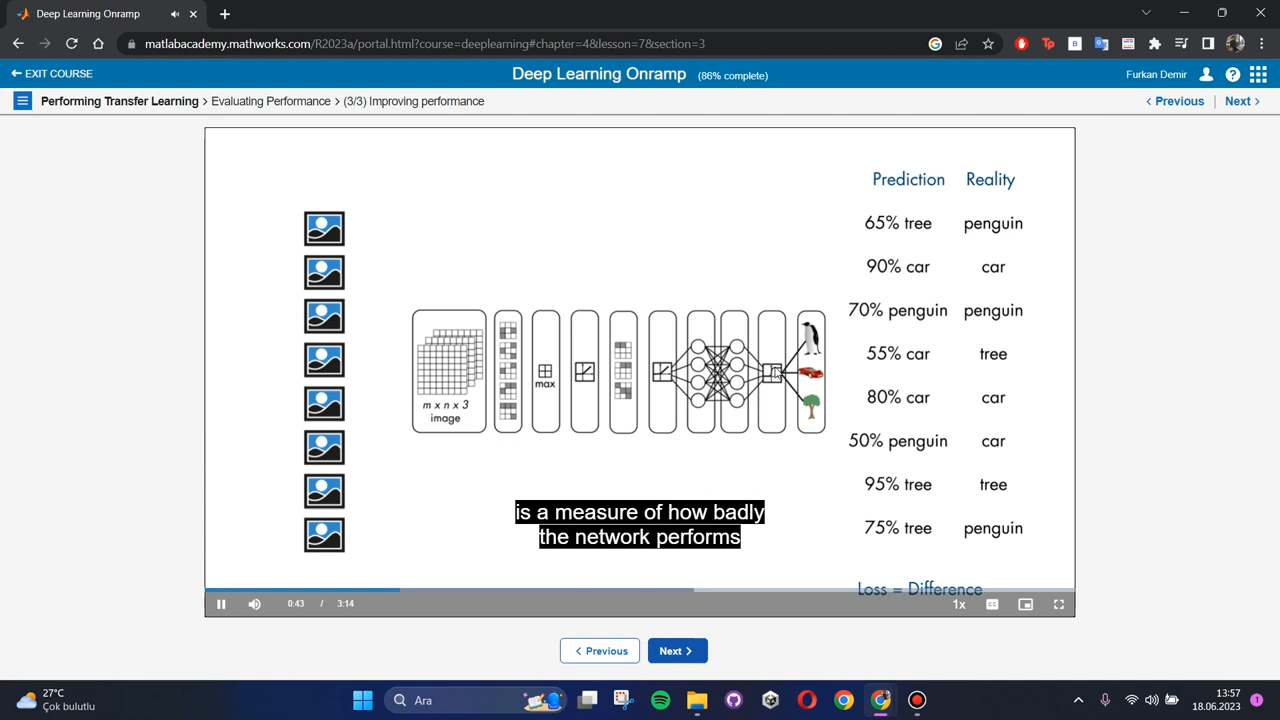 Deep Learning Onramp
matlabacademy.mathworks.com/R2023a/portal.html?course=deeplearning#chapter=4&lesson=7&section=3
EXIT COURSE
Deep Learning Onramp (86% complete)
Furkan Demir
Performing Transfer Learning > Evaluating Performance > (3/3) Improving performance
< Previous | Next >
Prediction Reality
65% tree penguin
90% car car
70% penguin penguin
55% car tree
80% car car
50% penguin car
95% tree tree
75% tree penguin
max
m x n x 3
image
is a measure of how badly
the network performs
Loss = Difference
0:43 / 3:14
1x
CC
< Previous
Next >
27°C
Çok bulutlu
Ara
13:57
18.06.2023
1